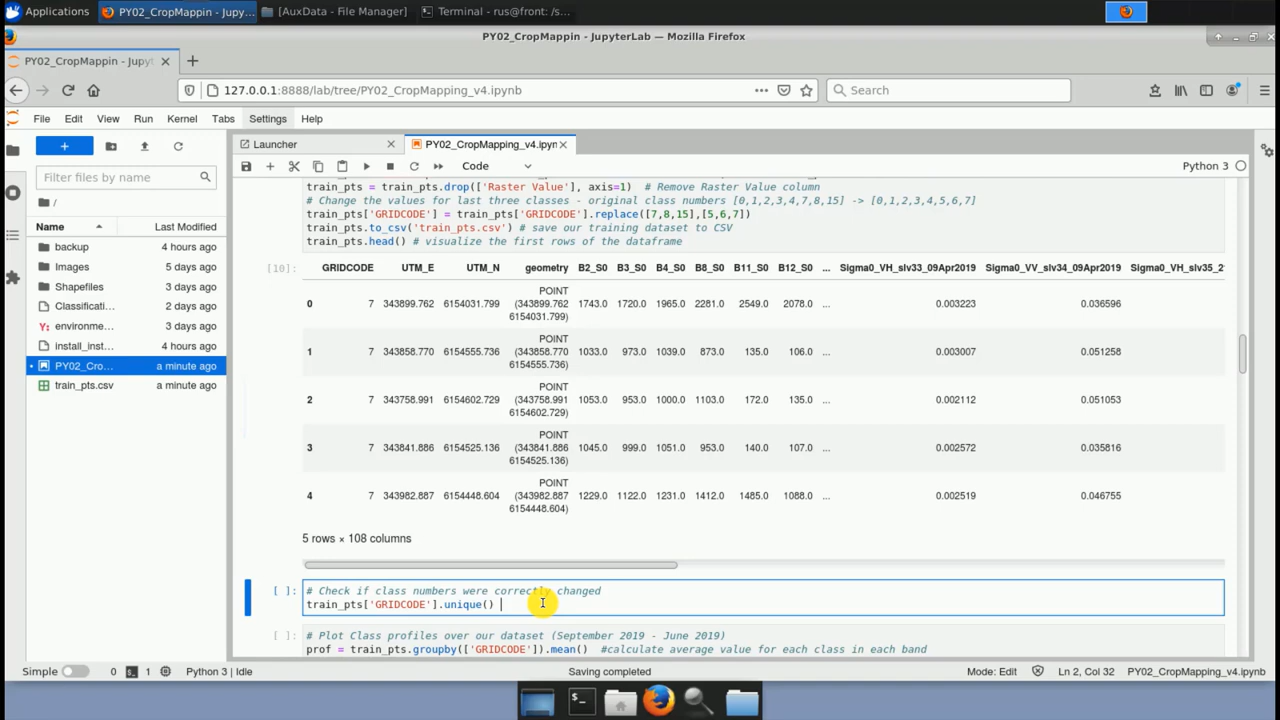 Applications
PY02_CropMappin - Jupy...
[AuxData - File Manager]
Terminal - rus@front: /s...
PY02_CropMappin - JupyterLab — Mozilla Firefox
PY02_CropMappin - Jupyt
127.0.0.1:8888/lab/tree/PY02_CropMapping_v4.ipynb
Search
File Edit View Run Kernel Tabs Settings Help
Launcher
PY02_CropMapping_v4.ipyn
Filter files by name
Code
Python 3
/
Name Last Modified
backup 4 hours ago
Images 5 days ago
Shapefiles 3 days ago
Classificati... 2 days ago
Y: environme... 3 days ago
install_inst... 4 hours ago
PY02_Cro... a minute ago
train_pts.csv a minute ago
train_pts = train_pts.drop(['Raster Value'], axis=1)  # Remove Raster Value column
# Change the values for last three classes - original class numbers [0,1,2,3,4,7,8,15] -> [0,1,2,3,4,5,6,7]
train_pts['GRIDCODE'] = train_pts['GRIDCODE'].replace([7,8,15],[5,6,7])
train_pts.to_csv('train_pts.csv') # save our training dataset to CSV
train_pts.head() # visualize the first rows of the dataframe
[10]:
GRIDCODE UTM_E UTM_N geometry B2_S0 B3_S0 B4_S0 B8_S0 B11_S0 B12_S0 ... Sigma0_VH_slv33_09Apr2019 Sigma0_VV_slv34_09Apr2019 Sigma0_VH_slv35_2
POINT
0 7 343899.762 6154031.799 (343899.762 1743.0 1720.0 1965.0 2281.0 2549.0 2078.0 ... 0.003223 0.036596
6154031.799)
POINT
1 7 343858.770 6154555.736 (343858.770 1033.0 973.0 1039.0 873.0 135.0 106.0 ... 0.003007 0.051258
6154555.736)
POINT
2 7 343758.991 6154602.729 (343758.991 1053.0 953.0 1000.0 1103.0 172.0 135.0 ... 0.002112 0.051053
6154602.729)
POINT
3 7 343841.886 6154525.136 (343841.886 1045.0 999.0 1051.0 953.0 140.0 107.0 ... 0.002572 0.035816
6154525.136)
POINT
4 7 343982.887 6154448.604 (343982.887 1229.0 1122.0 1231.0 1412.0 1485.0 1088.0 ... 0.002519 0.046755
6154448.604)
5 rows × 108 columns
[ ]:
# Check if class numbers were correctly changed
train_pts['GRIDCODE'].unique()
[ ]:
# Plot Class profiles over our dataset (September 2019 - June 2019)
prof = train_pts.groupby(['GRIDCODE']).mean()  #calculate average value for each class in each band
Simple 0 1 Python 3 | Idle Saving completed Mode: Edit Ln 2, Col 32 PY02_CropMapping_v4.ipynb